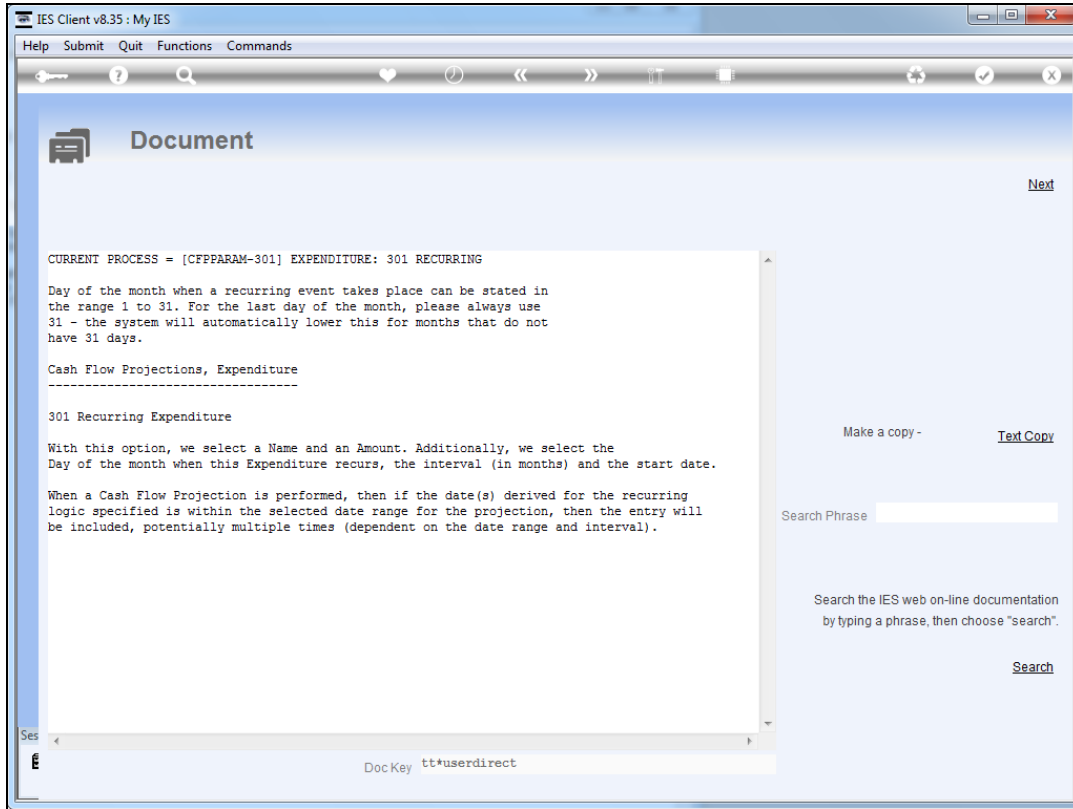 IES Client v8.35 : My IES
Help Submit Quit Functions Commands
Document
Next
CURRENT PROCESS = [CFPPARAM-301] EXPENDITURE: 301 RECURRING
Day of the month when a recurring event takes place can be stated in
the range 1 to 31. For the last day of the month, please always use
31 - the system will automatically lower this for months that do not
have 31 days.
Cash Flow Projections, Expenditure
----------------------------------
301 Recurring Expenditure
With this option, we select a Name and an Amount. Additionally, we select the
Day of the month when this Expenditure recurs, the interval (in months) and the start date.
When a Cash Flow Projection is performed, then if the date(s) derived for the recurring
logic specified is within the selected date range for the projection, then the entry will
be included, potentially multiple times (dependent on the date range and interval).
Make a copy -
Text Copy
Search Phrase
Search the IES web on-line documentation
by typing a phrase, then choose "search".
Search
Ses
Doc Key tt*userdirect